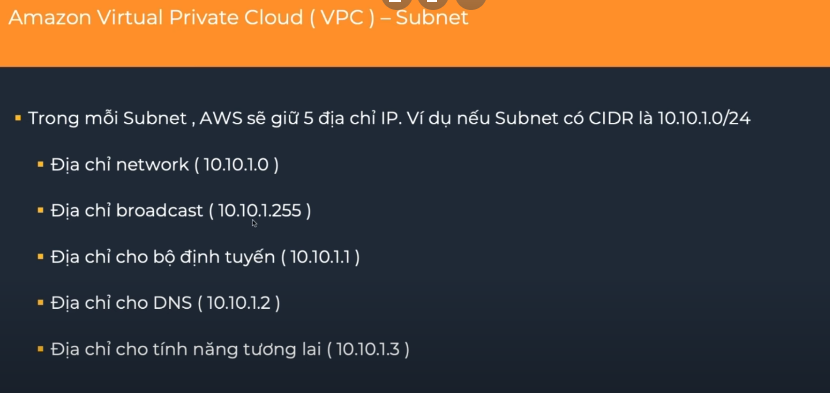 Amazon Virtual Private Cloud ( VPC ) – Subnet
Trong mỗi Subnet , AWS sẽ giữ 5 địa chỉ IP. Ví dụ nếu Subnet có CIDR là 10.10.1.0/24
Địa chỉ network ( 10.10.1.0 )
Địa chỉ broadcast ( 10.10.1.255 )
Địa chỉ cho bộ định tuyến ( 10.10.1.1 )
Địa chỉ cho DNS ( 10.10.1.2 )
Địa chỉ cho tính năng tương lai ( 10.10.1.3 )